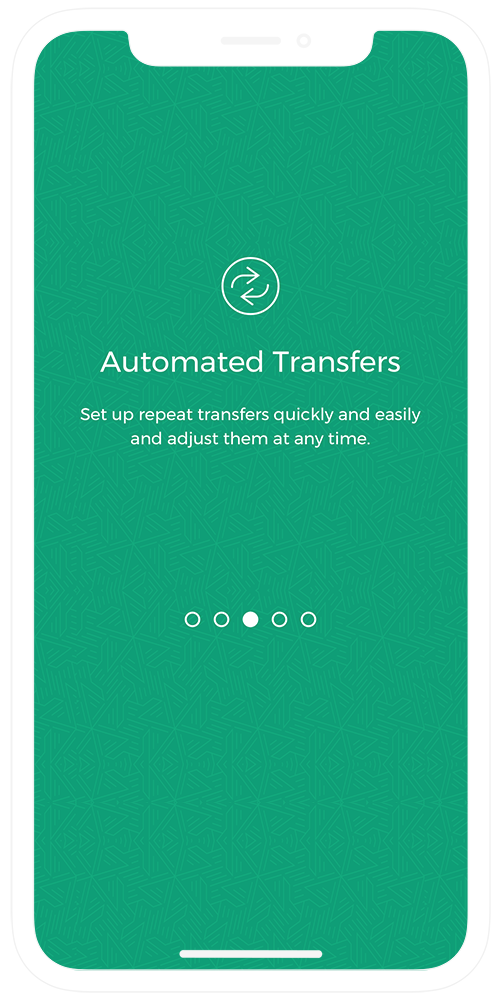 Automated Transfers
Set up repeat transfers quickly and easily
and adjust them at any time.